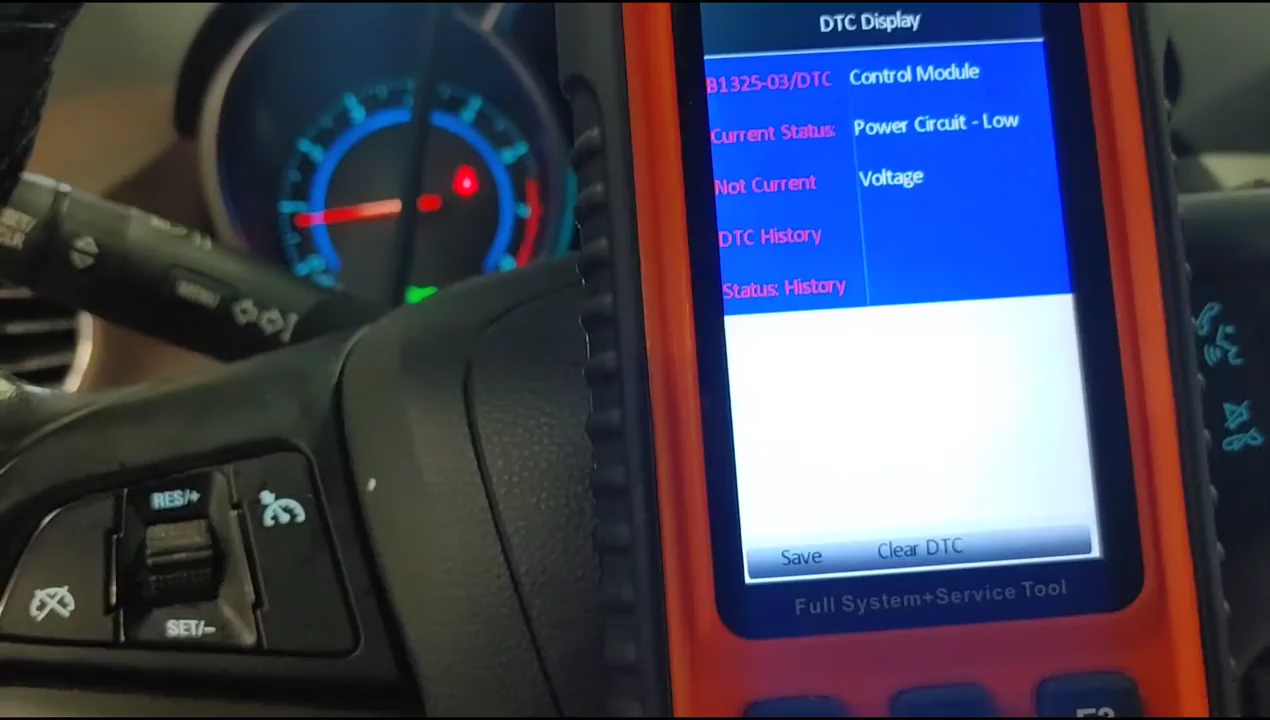 DTC Display
B1325-03/DTC
Control Module
Current Status:
Power Circuit - Low
Not Current
Voltage
DTC History
Status: History
Save
Clear DTC
Full System+Service Tool
MENU
RES/+
SET/-